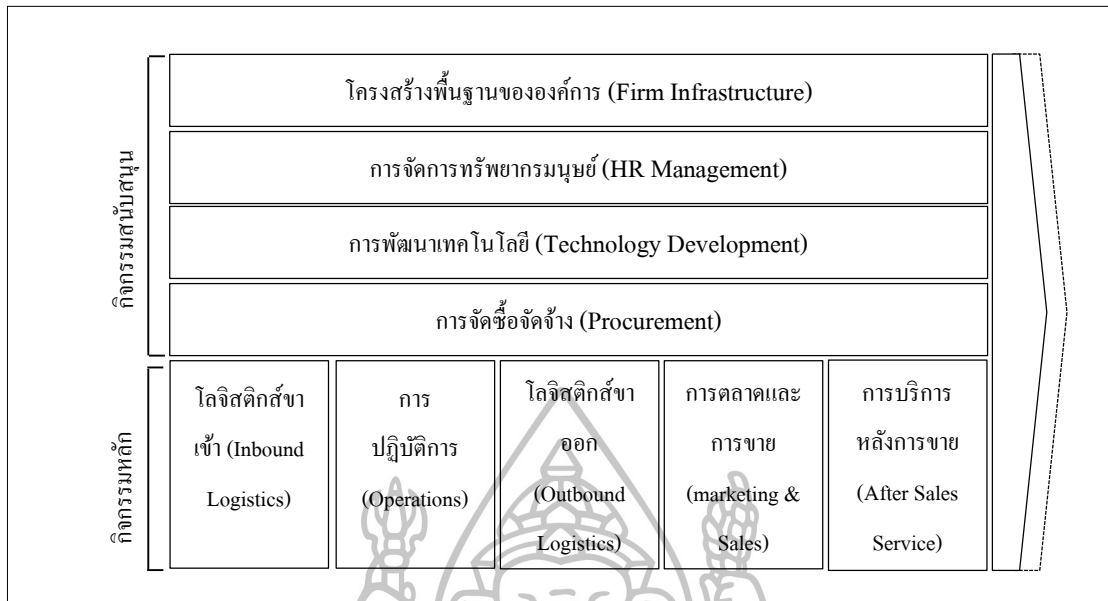 กิจกรรมสนับสนุน
โครงสร้างพื้นฐานขององค์การ (Firm Infrastructure)
การจัดการทรัพยากรมนุษย์ (HR Management)
การพัฒนาเทคโนโลยี (Technology Development)
การจัดซื้อจัดจ้าง (Procurement)
กิจกรรมหลัก
โลจิสติกส์ขา
เข้า (Inbound
Logistics)
การ
ปฏิบัติการ
(Operations)
โลจิสติกส์ขา
ออก
(Outbound
Logistics)
การตลาดและ
การขาย
(marketing &
Sales)
การบริการ
หลังการขาย
(After Sales
Service)